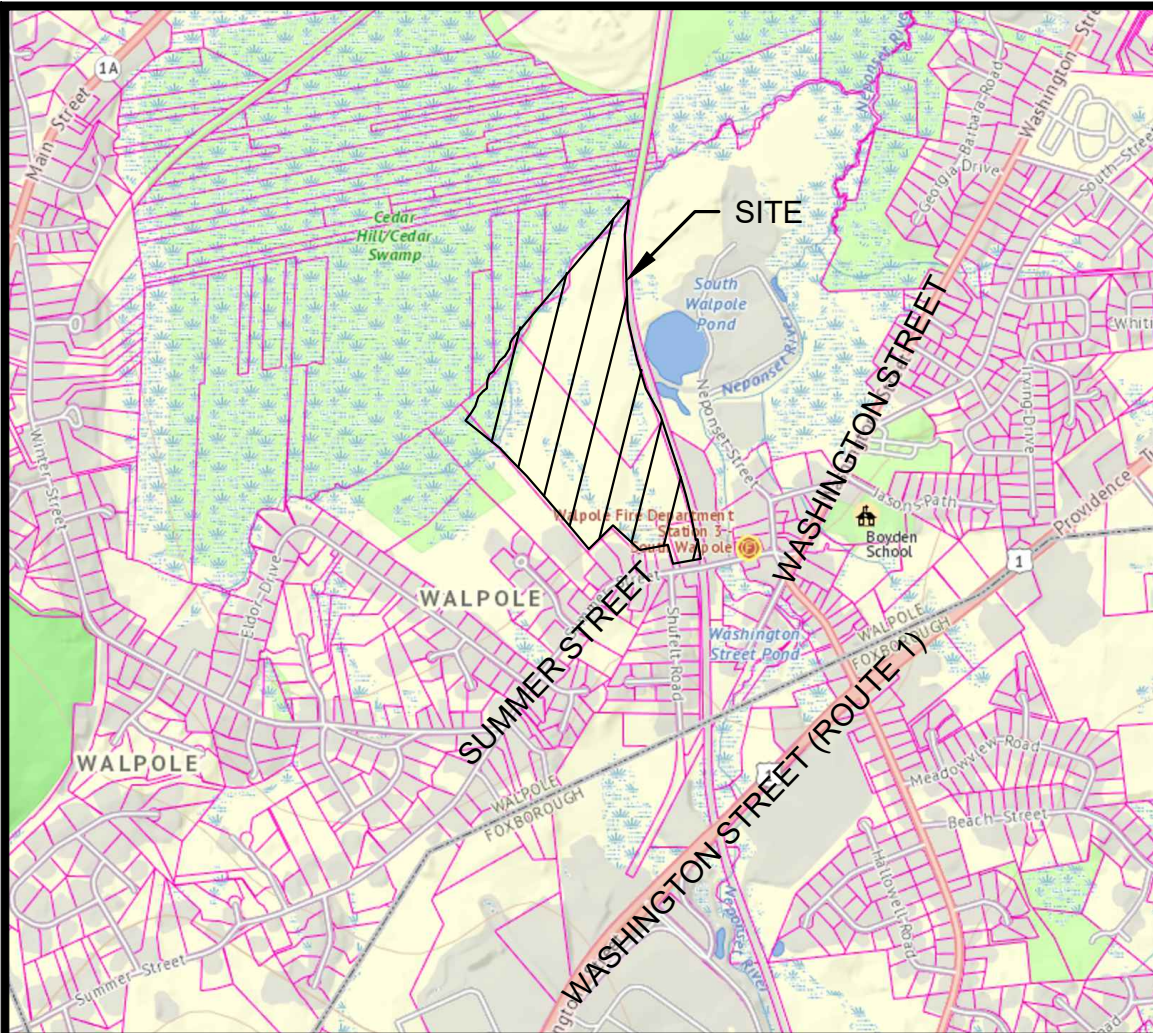 1A
Main Street
Neponset River
Washington Street
Georgia Drive
Barbara Road
South Street
Cedar
Hill/Cedar
Swamp
SITE
South
Walpole
Pond
Neponset River
WASHINGTON STREET
Irving Drive
Neponset Street
Winter Street
Jasons Path
Providence
Walpole Fire Department
Station 3
South Walpole
F
Boyden
School
1
Eldor Drive
WALPOLE
SUMMER STREET
Shufelt Road
Washington
Street Pond
WALPOLE
FOXBOROUGH
WASHINGTON STREET (ROUTE 1)
WALPOLE
Meadowview Road
1
WALPOLE
FOXBOROUGH
Beach Street
Hallowell Road
Neponset River
Summer Street